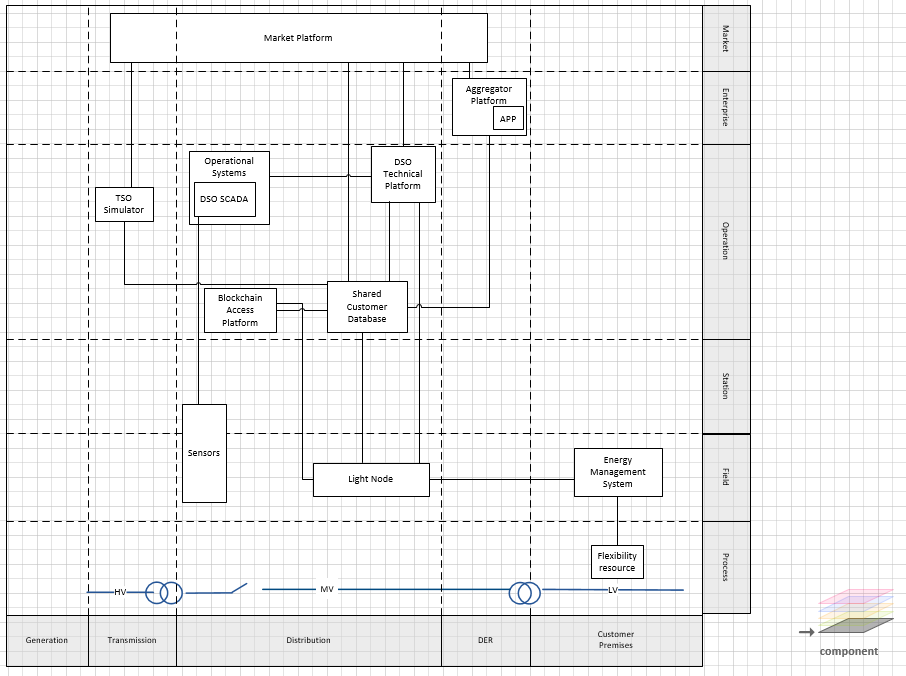 Market Platform
Market
Aggregator
Platform
APP
Enterprise
Operational
Systems
DSO SCADA
DSO
Technical
Platform
TSO
Simulator
Operation
Blockchain
Access
Platform
Shared
Customer
Database
Station
Sensors
Light Node
Energy
Management
System
Field
Flexibility
resource
Process
HV
MV
LV
Generation
Transmission
Distribution
DER
Customer
Premises
component